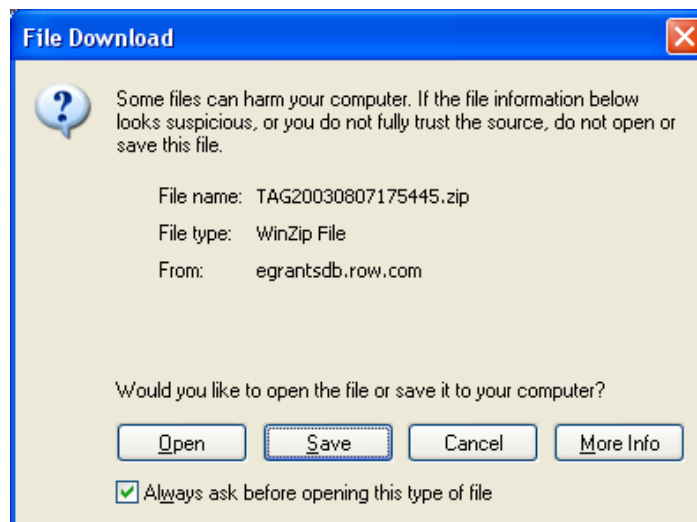 File Download
Some files can harm your computer. If the file information below
looks suspicious, or you do not fully trust the source, do not open or
save this file.
File name: TAG20030807175445.zip
File type: WinZip File
From: egrantsdb.row.com
Would you like to open the file or save it to your computer?
Open Save Cancel More Info
Always ask before opening this type of file